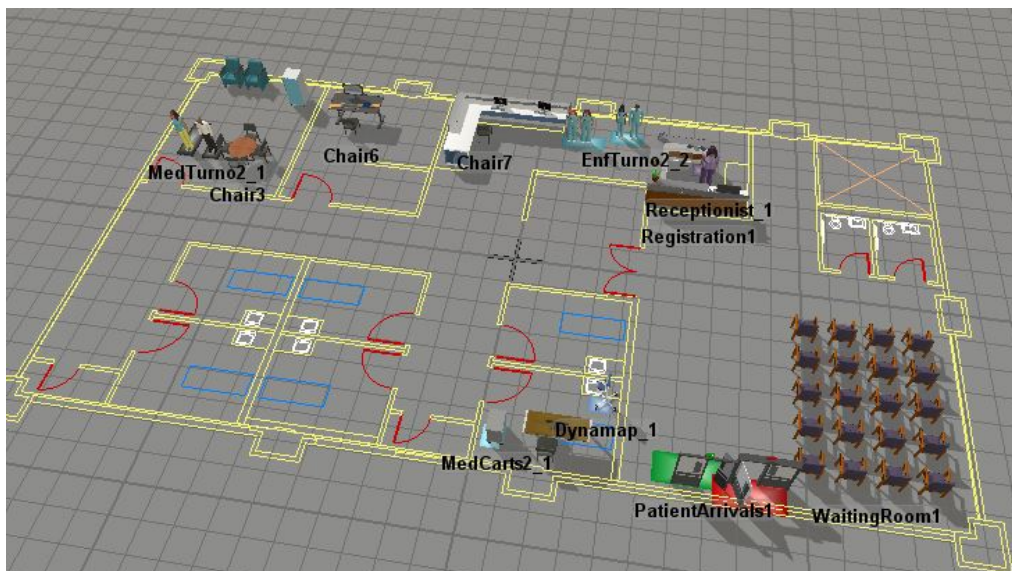 MedTurno2_1
Chair3
Chair6
Chair7
EnfTurno2_2
Receptionist_1
Registration1
Dynamap_1
MedCarts2_1
PatientArrivals1
WaitingRoom1